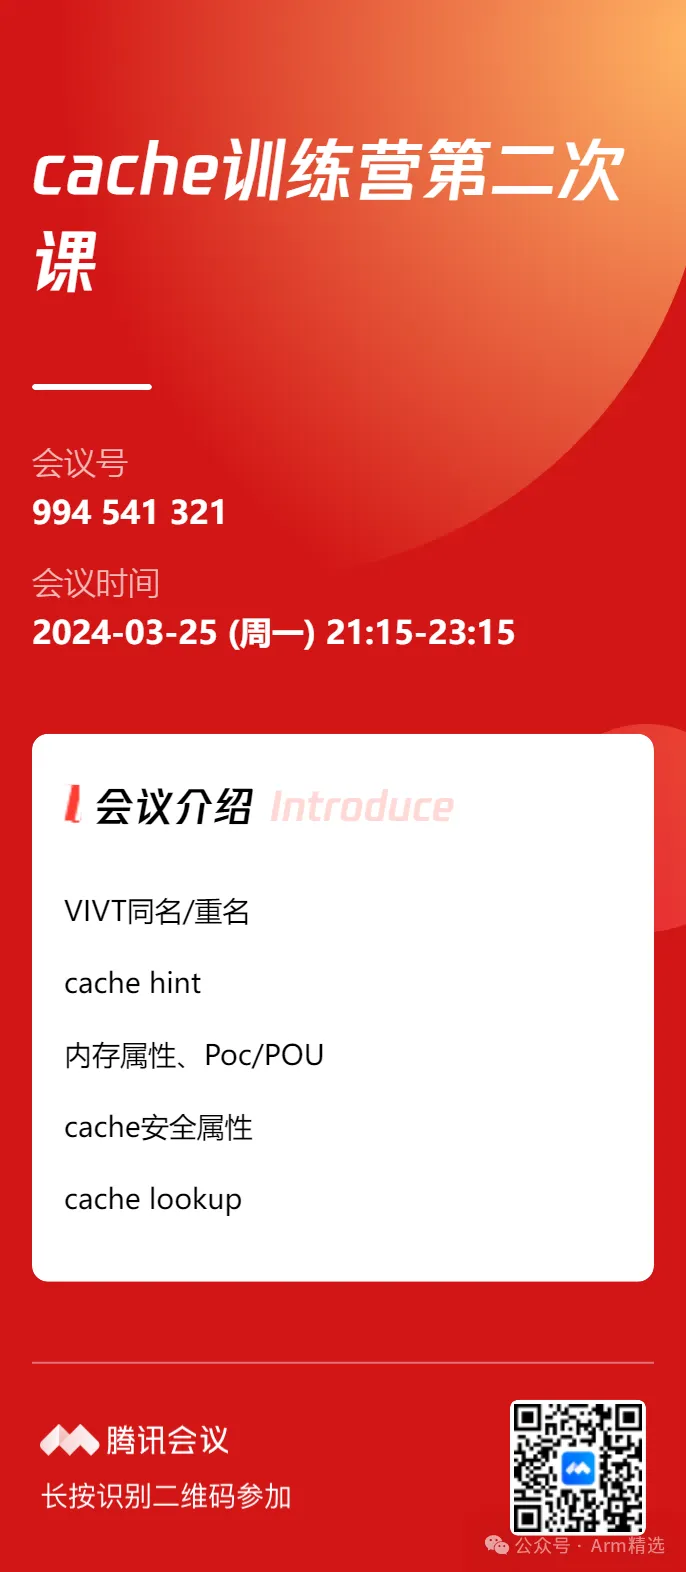 cache训练营第二次
课
会议号
994 541 321
会议时间
2024-03-25 (周一) 21:15-23:15
会议介绍 Introduce
VIVT同名/重名
cache hint
内存属性、Poc/POU
cache安全属性
cache lookup
腾讯会议
长按识别二维码参加
公众号 · Arm精选